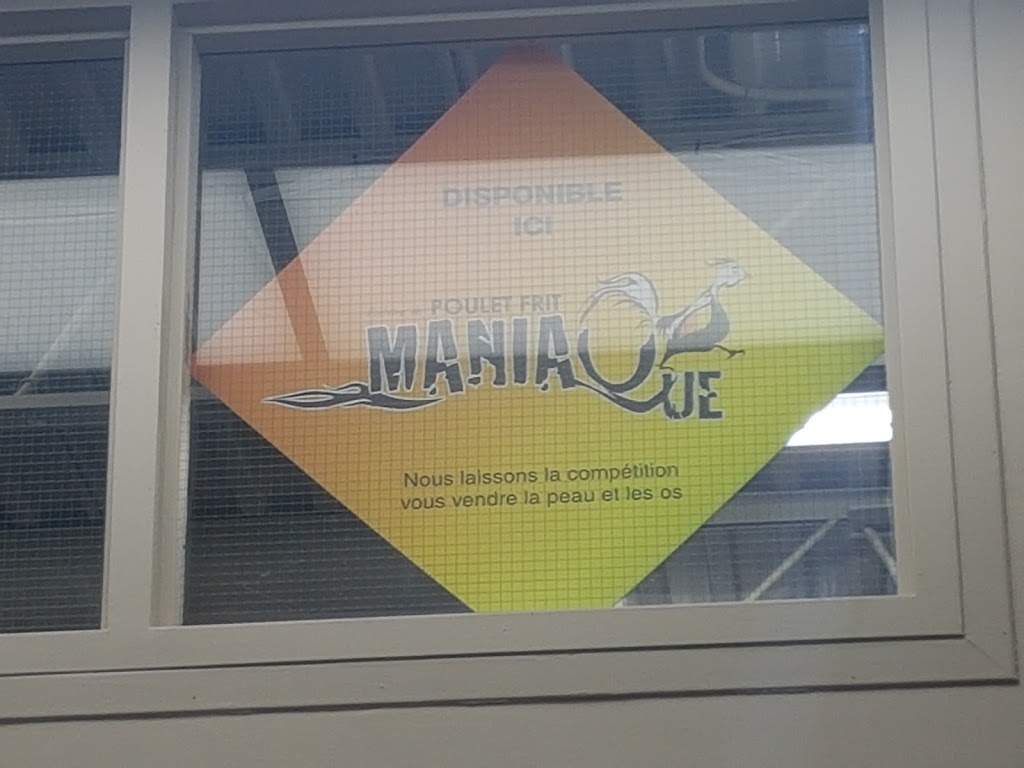 DISPONIBLE
ICI
POULET FRIT
MANIAQUE
Nous laissons la compétition
vous vendre la peau et les os